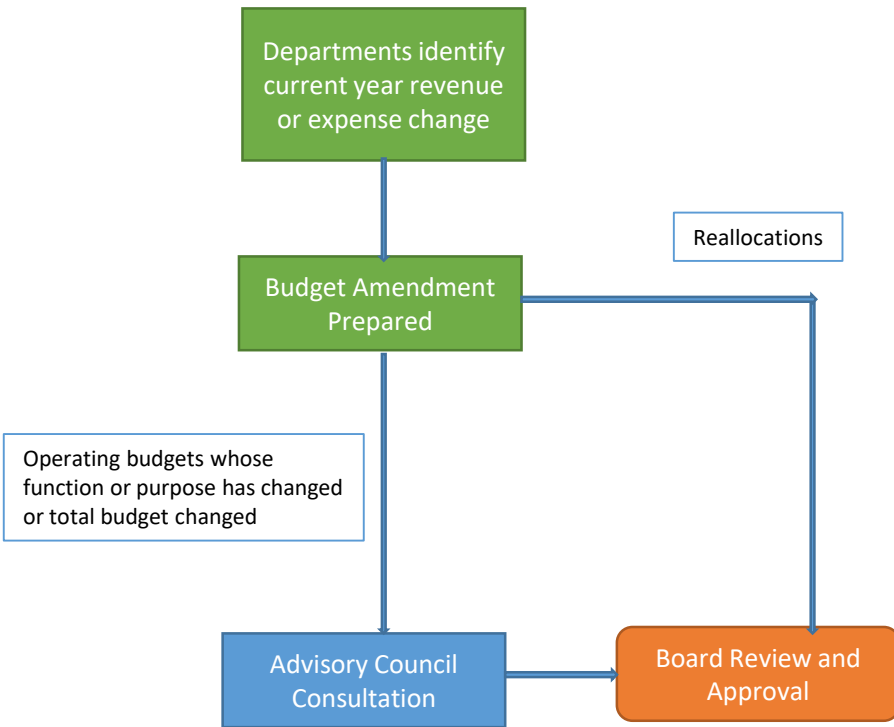 Departments identify
current year revenue
or expense change
Reallocations
Budget Amendment
Prepared
Operating budgets whose
function or purpose has changed
or total budget changed
Advisory Council
Consultation
Board Review and
Approval